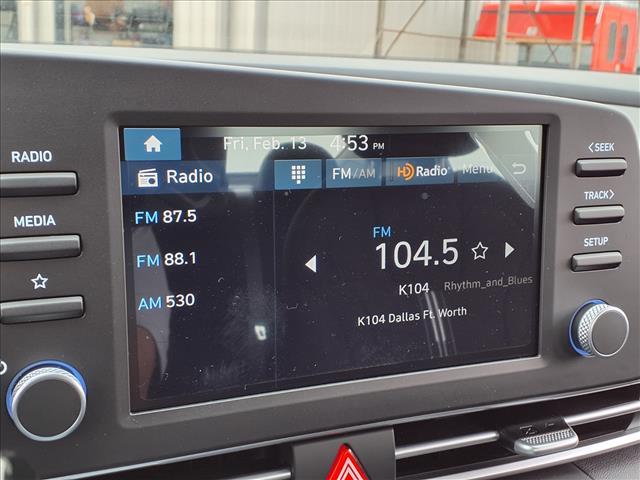 Fri, Feb. 13 4:53 PM
RADIO
MEDIA
<SEEK
TRACK>
SETUP
Radio FM/AM HD Radio Menu
FM 87.5
FM 88.1
AM 530
FM
104.5
K104 Rhythm_and_Blues
K104 Dallas Ft. Worth